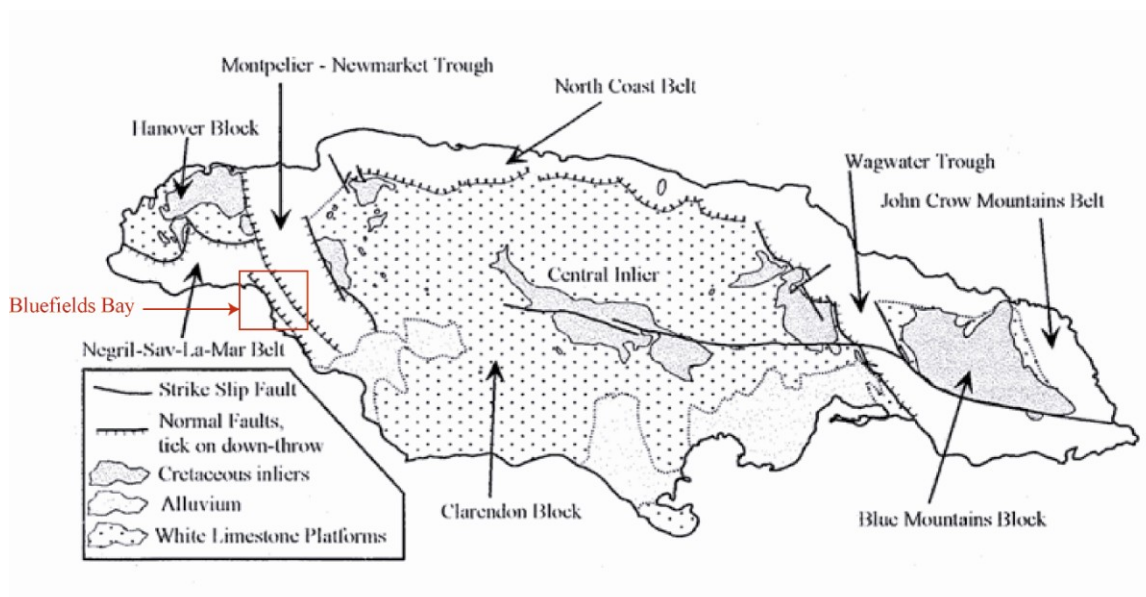 Montpelier - Newmarket Trough
North Coast Belt
Hanover Block
Wagwater Trough
John Crow Mountains Belt
Central Inlier
Bluefields Bay
Negril-Sav-La-Mar Belt
Strike Slip Fault
Normal Faults,
tick on down-throw
Cretaceous inliers
Alluvium
White Limestone Platforms
Clarendon Block
Blue Mountains Block